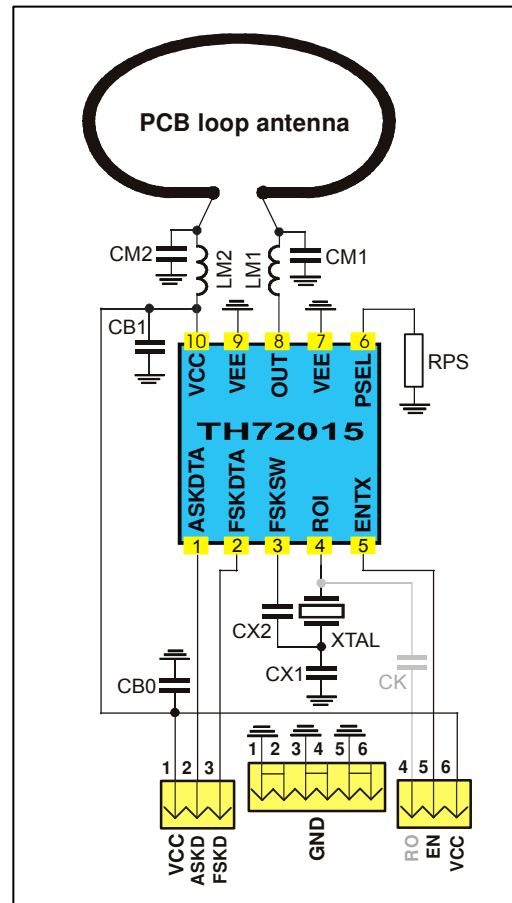 PCB loop antenna
CM2
LM2
LM1
CM1
CB1
10 9 8 7 6
VCC VEE OUT VEE PSEL
RPS
TH72015
ASKDTA FSKDTA FSKSW ROI ENTX
1 2 3 4 5
CX2
XTAL
CX1
CK
CB0
1 2 3
1 2 3 4 5 6
4 5 6
VCC ASKD FSKD
GND
RO EN VCC